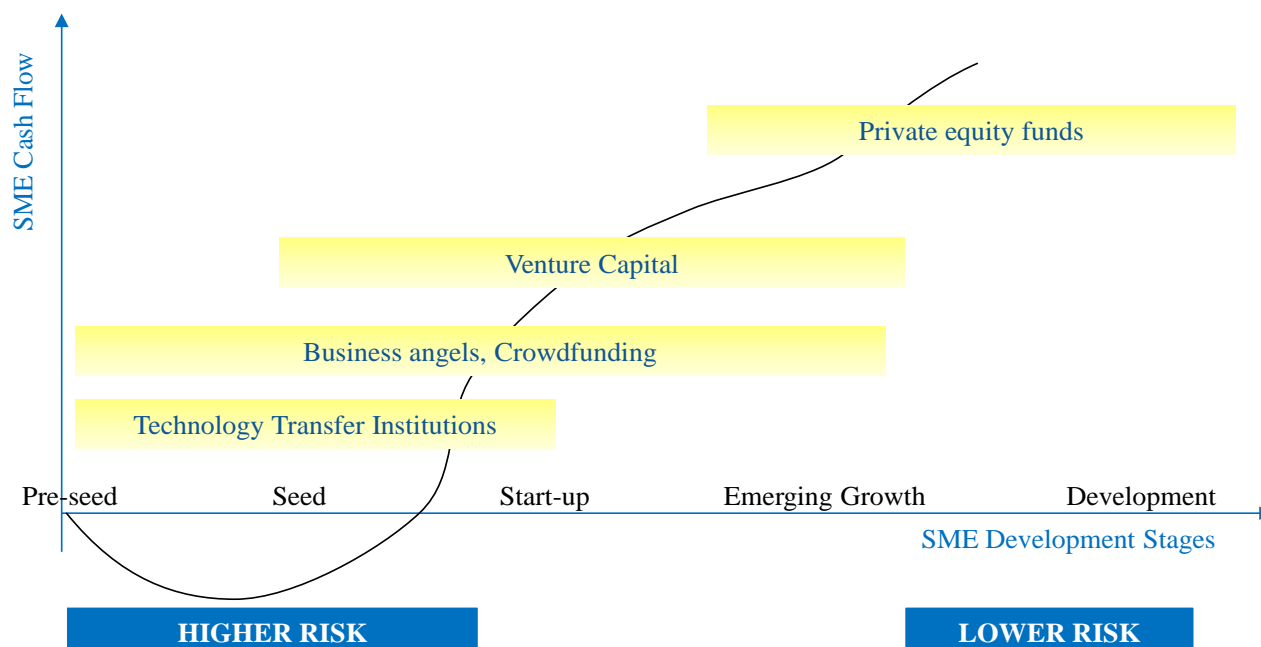 SME Cash Flow
Private equity funds
Venture Capital
Business angels, Crowdfunding
Technology Transfer Institutions
Pre-seed Seed Start-up Emerging Growth Development
SME Development Stages
HIGHER RISK LOWER RISK